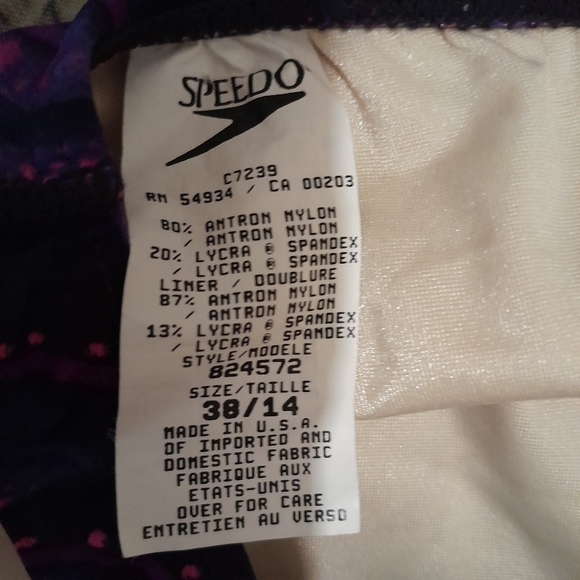 SPEEDO
C7239
RN 54934 / CA 00203
80% ANTRON NYLON
/ ANTRON NYLON
20% LYCRA ® SPANDEX
/ LYCRA ® SPANDEX
LINER / DOUBLURE
87% ANTRON NYLON
/ ANTRON NYLON
13% LYCRA ® SPANDEX
/ LYCRA ® SPANDEX
STYLE/MODELE
824572
SIZE/TAILLE
38/14
MADE IN U.S.A.
OF IMPORTED AND
DOMESTIC FABRIC
FABRIQUE AUX
ETATS-UNIS
OVER FOR CARE
ENTRETIEN AU VERSO